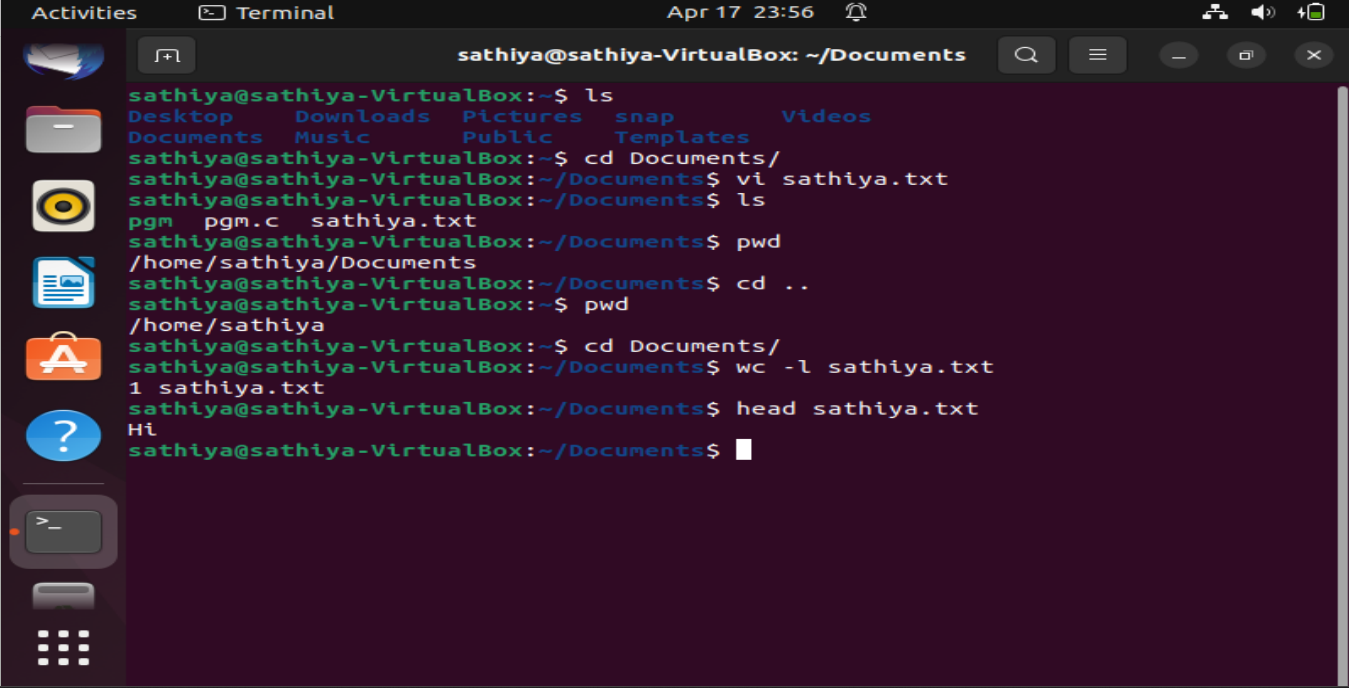 Activities Terminal Apr 17 23:56
sathiya@sathiya-VirtualBox: ~/Documents
sathiya@sathiya-VirtualBox:~$ ls
Desktop Downloads Pictures snap Videos
Documents Music Public Templates
sathiya@sathiya-VirtualBox:~$ cd Documents/
sathiya@sathiya-VirtualBox:~/Documents$ vi sathiya.txt
sathiya@sathiya-VirtualBox:~/Documents$ ls
pgm pgm.c sathiya.txt
sathiya@sathiya-VirtualBox:~/Documents$ pwd
/home/sathiya/Documents
sathiya@sathiya-VirtualBox:~/Documents$ cd ..
sathiya@sathiya-VirtualBox:~$ pwd
/home/sathiya
sathiya@sathiya-VirtualBox:~$ cd Documents/
sathiya@sathiya-VirtualBox:~/Documents$ wc -l sathiya.txt
1 sathiya.txt
sathiya@sathiya-VirtualBox:~/Documents$ head sathiya.txt
Hi
sathiya@sathiya-VirtualBox:~/Documents$